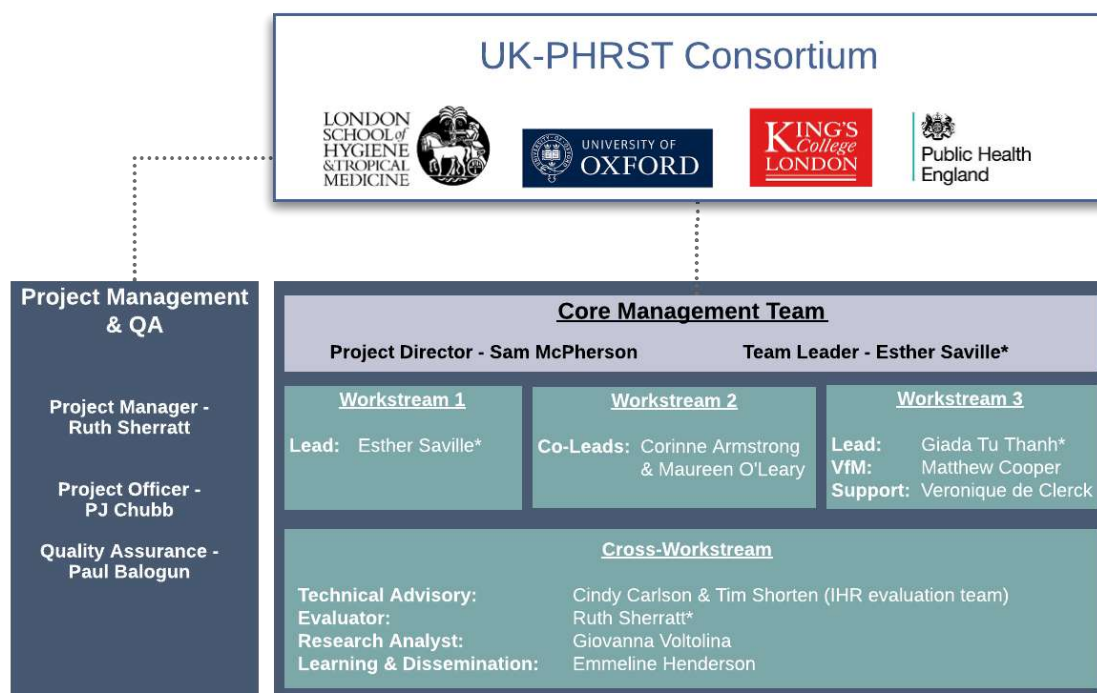 UK-PHRST Consortium
LONDON
SCHOOL of
HYGIENE
& TROPICAL
MEDICINE
UNIVERSITY OF
OXFORD
KING'S
College
LONDON
Public Health
England
Project Management
& QA
Project Manager -
Ruth Sherratt
Project Officer -
PJ Chubb
Quality Assurance -
Paul Balogun
Core Management Team
Project Director - Sam McPherson Team Leader - Esther Saville*
Workstream 1
Lead: Esther Saville*
Workstream 2
Co-Leads: Corinne Armstrong
& Maureen O'Leary
Workstream 3
Lead: Giada Tu Thanh*
VfM: Matthew Cooper
Support: Veronique de Clerck
Cross-Workstream
Technical Advisory: Cindy Carlson & Tim Shorten (IHR evaluation team)
Evaluator: Ruth Sherratt*
Research Analyst: Giovanna Voltolina
Learning & Dissemination: Emmeline Henderson